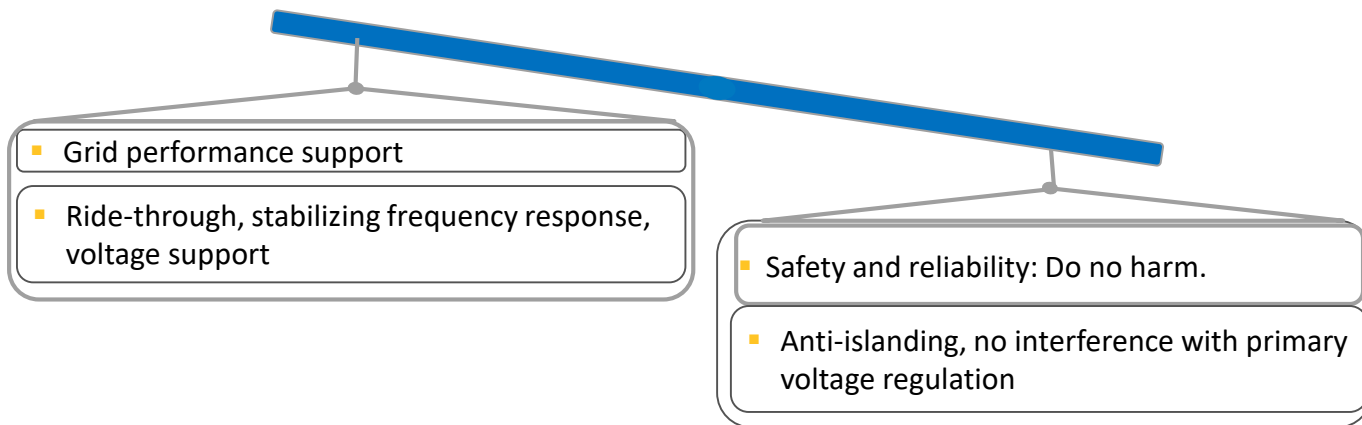 Grid performance support
Ride-through, stabilizing frequency response,
voltage support
Safety and reliability: Do no harm.
Anti-islanding, no interference with primary
voltage regulation